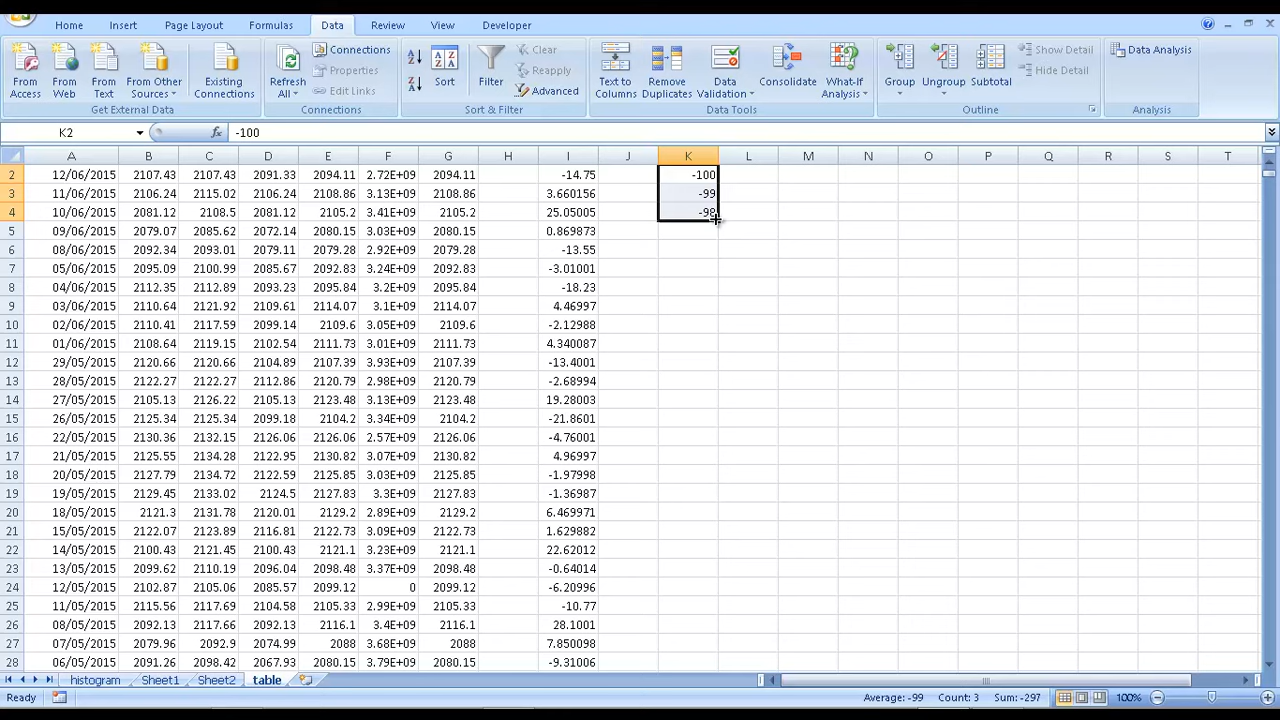 Home Insert Page Layout Formulas Data Review View Developer
Connections Clear Show Detail Data Analysis
Properties Reapply Hide Detail
From Access From Web From Text From Other Sources Existing Connections Refresh All Edit Links Sort Filter Advanced Text to Columns Remove Duplicates Data Validation Consolidate What-If Analysis Group Ungroup Subtotal
Get External Data Connections Sort & Filter Data Tools Outline Analysis
K2 fx -100
A B C D E F G H J K L M N O P Q R S T
2 12/06/2015 2107.43 2107.43 2091.33 2094.11 2.72E+09 2094.11 -14.75 -100
3 11/06/2015 2106.24 2115.02 2106.24 2108.86 3.13E+09 2108.86 3.660156 -99
4 10/06/2015 2081.12 2108.5 2081.12 2105.2 3.41E+09 2105.2 25.05005 -98
5 09/06/2015 2079.07 2085.62 2072.14 2080.15 3.03E+09 2080.15 0.869873
6 08/06/2015 2092.34 2093.01 2079.11 2079.28 2.92E+09 2079.28 -13.55
7 05/06/2015 2095.09 2100.99 2085.67 2092.83 3.24E+09 2092.83 -3.01001
8 04/06/2015 2112.35 2112.89 2093.23 2095.84 3.2E+09 2095.84 -18.23
9 03/06/2015 2110.64 2121.92 2109.61 2114.07 3.1E+09 2114.07 4.46997
10 02/06/2015 2110.41 2117.59 2099.14 2109.6 3.05E+09 2109.6 -2.12988
11 01/06/2015 2108.64 2119.15 2102.54 2111.73 3.01E+09 2111.73 4.340087
12 29/05/2015 2120.66 2120.66 2104.89 2107.39 3.93E+09 2107.39 -13.4001
13 28/05/2015 2122.27 2122.27 2112.86 2120.79 2.98E+09 2120.79 -2.68994
14 27/05/2015 2105.13 2126.22 2105.13 2123.48 3.13E+09 2123.48 19.28003
15 26/05/2015 2125.34 2125.34 2099.18 2104.2 3.34E+09 2104.2 -21.8601
16 22/05/2015 2130.36 2132.15 2126.06 2126.06 2.57E+09 2126.06 -4.76001
17 21/05/2015 2125.55 2134.28 2122.95 2130.82 3.07E+09 2130.82 4.96997
18 20/05/2015 2127.79 2134.72 2122.59 2125.85 3.03E+09 2125.85 -1.97998
19 19/05/2015 2129.45 2133.02 2124.5 2127.83 3.3E+09 2127.83 -1.36987
20 18/05/2015 2121.3 2131.78 2120.01 2129.2 2.89E+09 2129.2 6.469971
21 15/05/2015 2122.07 2123.89 2116.81 2122.73 3.09E+09 2122.73 1.629882
22 14/05/2015 2100.43 2121.45 2100.43 2121.1 3.23E+09 2121.1 22.62012
23 13/05/2015 2099.62 2110.19 2096.04 2098.48 3.37E+09 2098.48 -0.64014
24 12/05/2015 2102.87 2105.06 2085.57 2099.12 0 2099.12 -6.20996
25 11/05/2015 2115.56 2117.69 2104.58 2105.33 2.99E+09 2105.33 -10.77
26 08/05/2015 2092.13 2117.66 2092.13 2116.1 3.4E+09 2116.1 28.1001
27 07/05/2015 2079.96 2092.9 2074.99 2088 3.68E+09 2088 7.850098
28 06/05/2015 2091.26 2098.42 2067.93 2080.15 3.79E+09 2080.15 -9.31006
histogram Sheet1 Sheet2 table
Ready Average: -99 Count: 3 Sum: -297 100%